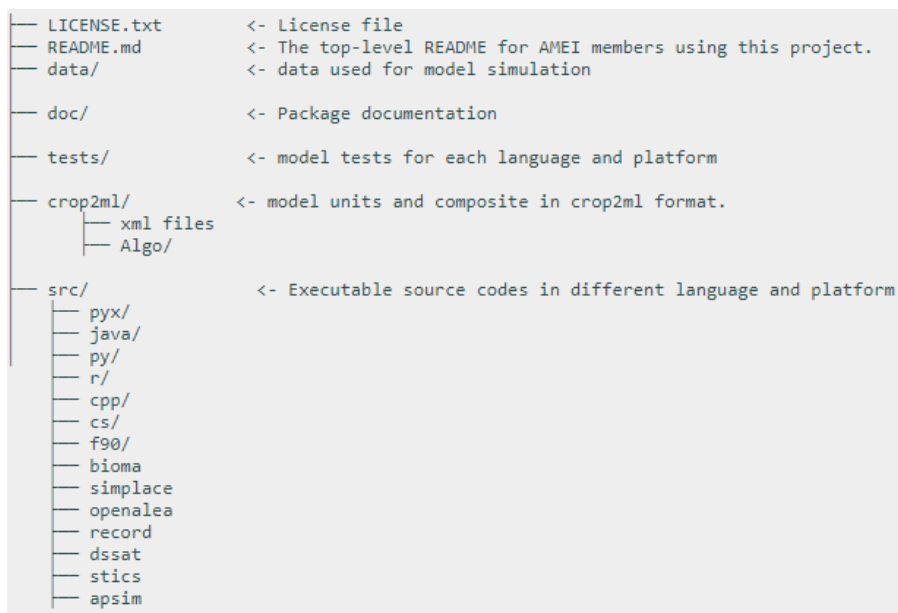 ├── LICENSE.txt          <- License file
├── README.md            <- The top-level README for AMEI members using this project.
├── data/                <- data used for model simulation
├── doc/                 <- Package documentation
├── tests/               <- model tests for each language and platform
├── crop2ml/            <- model units and composite in crop2ml format.
       ├── xml files
       ├── Algo/
├── src/                  <- Executable source codes in different language and platform
    ├── pyx/
    ├── java/
    ├── py/
    ├── r/
    ├── cpp/
    ├── cs/
    ├── f90/
    ├── bioma
    ├── simplace
    ├── openalea
    ├── record
    ├── dssat
    ├── stics
    ├── apsim